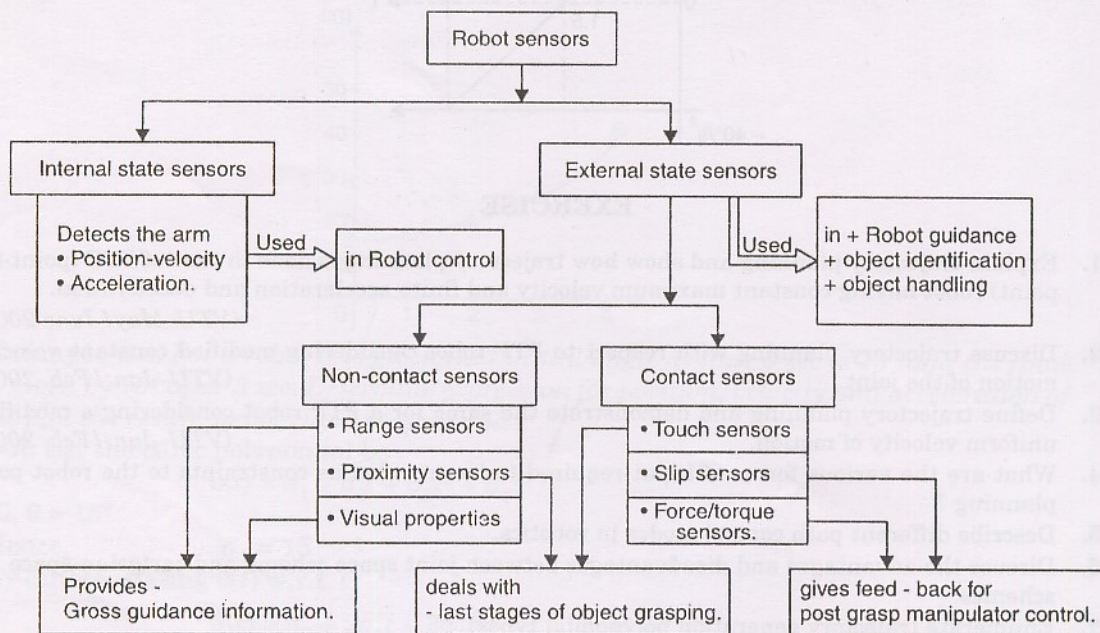 Robot sensors
Internal state sensors
External state sensors
Detects the arm
• Position-velocity
• Acceleration.
Used
in Robot control
Used
in + Robot guidance
+ object identification
+ object handling
Non-contact sensors
• Range sensors
• Proximity sensors
• Visual properties
Contact sensors
• Touch sensors
• Slip sensors
• Force/torque
sensors.
Provides -
Gross guidance information.
deals with
- last stages of object grasping.
gives feed - back for
post grasp manipulator control.